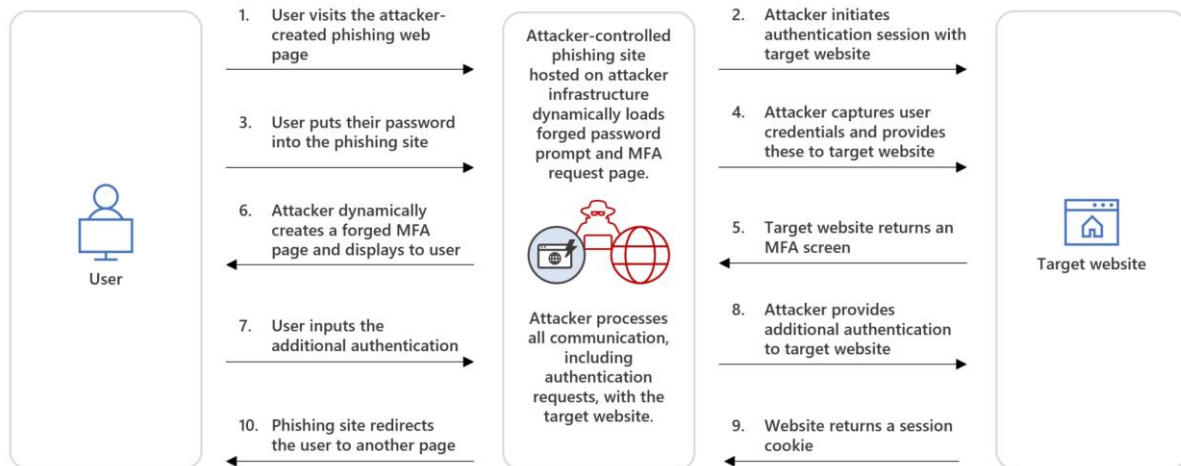 1. User visits the attacker-
created phishing web
page
2. Attacker initiates
authentication session with
target website
3. User puts their password
into the phishing site
4. Attacker captures user
credentials and provides
these to target website
6. Attacker dynamically
creates a forged MFA
page and displays to user
5. Target website returns an
MFA screen
7. User inputs the
additional authentication
8. Attacker provides
additional authentication
to target website
10. Phishing site redirects
the user to another page
9. Website returns a session
cookie
User
Attacker-controlled
phishing site
hosted on attacker
infrastructure
dynamically loads
forged password
prompt and MFA
request page.
Attacker processes
all communication,
including
authentication
requests, with the
target website.
Target website